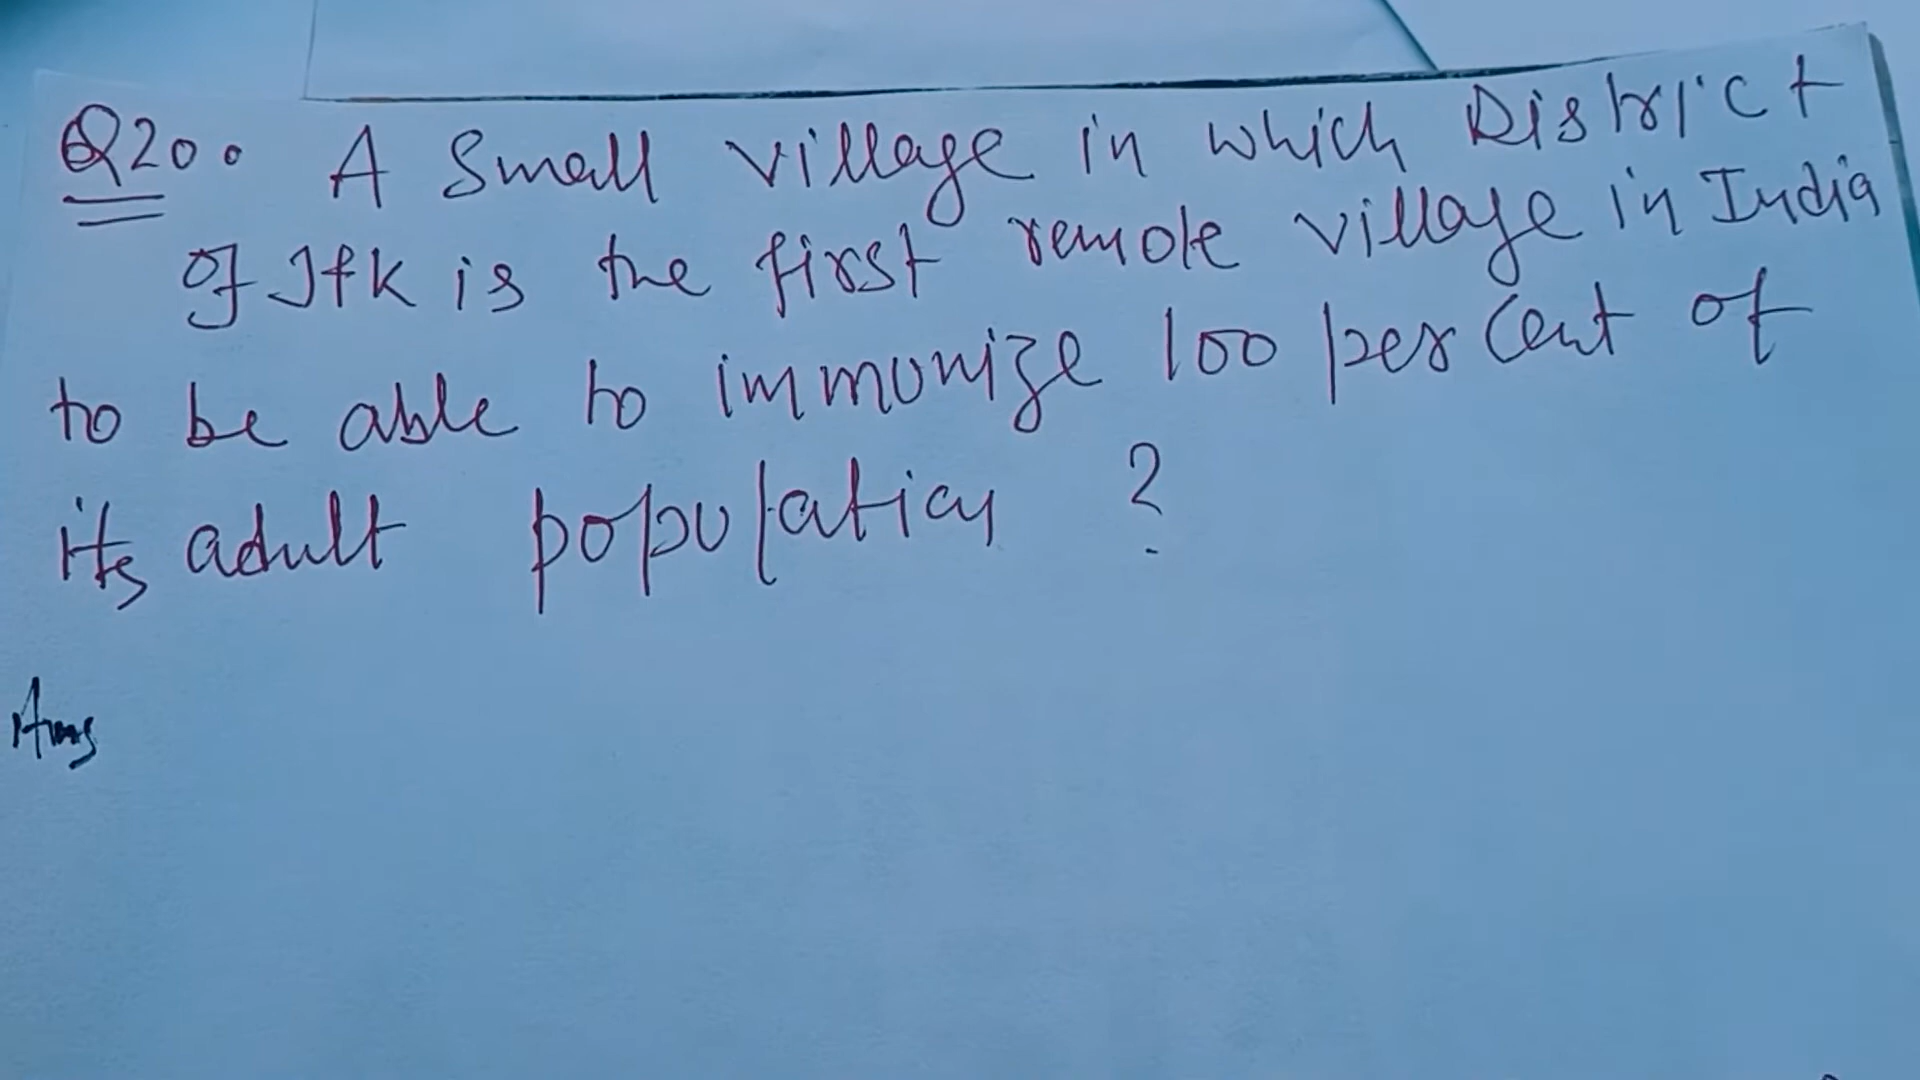 Q20. A Small village in which District
of J&K is the first remote village in India
to be able to immunize 100 per cent of
its adult population ?
Ans